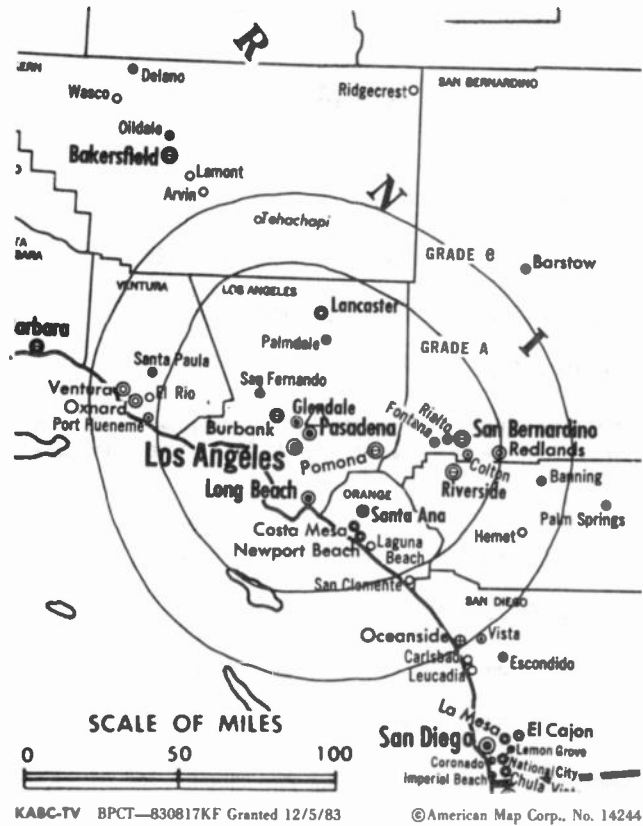 R
KERN
Delano
Wasco
SAN BERNARDINO
Ridgecrest
Oildale
Bakersfield
Lamont
Arvin
N
Tehachapi
GRADE B
Barstow
VENTURA
LOS ANGELES
I
Lancaster
arbara
GRADE A
Palmdale
Santa Paula
San Fernando
Ventura
El Rio
Oxnard
Port Hueneme
Burbank
Glendale
Pasadena
Rialto
Fontana
San Bernardino
Los Angeles
Pomona
Colton
Redlands
Long Beach
Riverside
Banning
ORANGE
Santa Ana
Palm Springs
Costa Mesa
Newport Beach
Laguna
Beach
Hemet
San Clemente
SAN DIEGO
Oceanside
Vista
Carlsbad
Escondido
Leucadia
SCALE OF MILES
La Mesa
El Cajon
San Diego
Lemon Grove
0 50 100
Coronado
National City
Imperial Beach
Chula Vista
KABC-TV BPCT—830817KF Granted 12/5/83
©American Map Corp., No. 14244